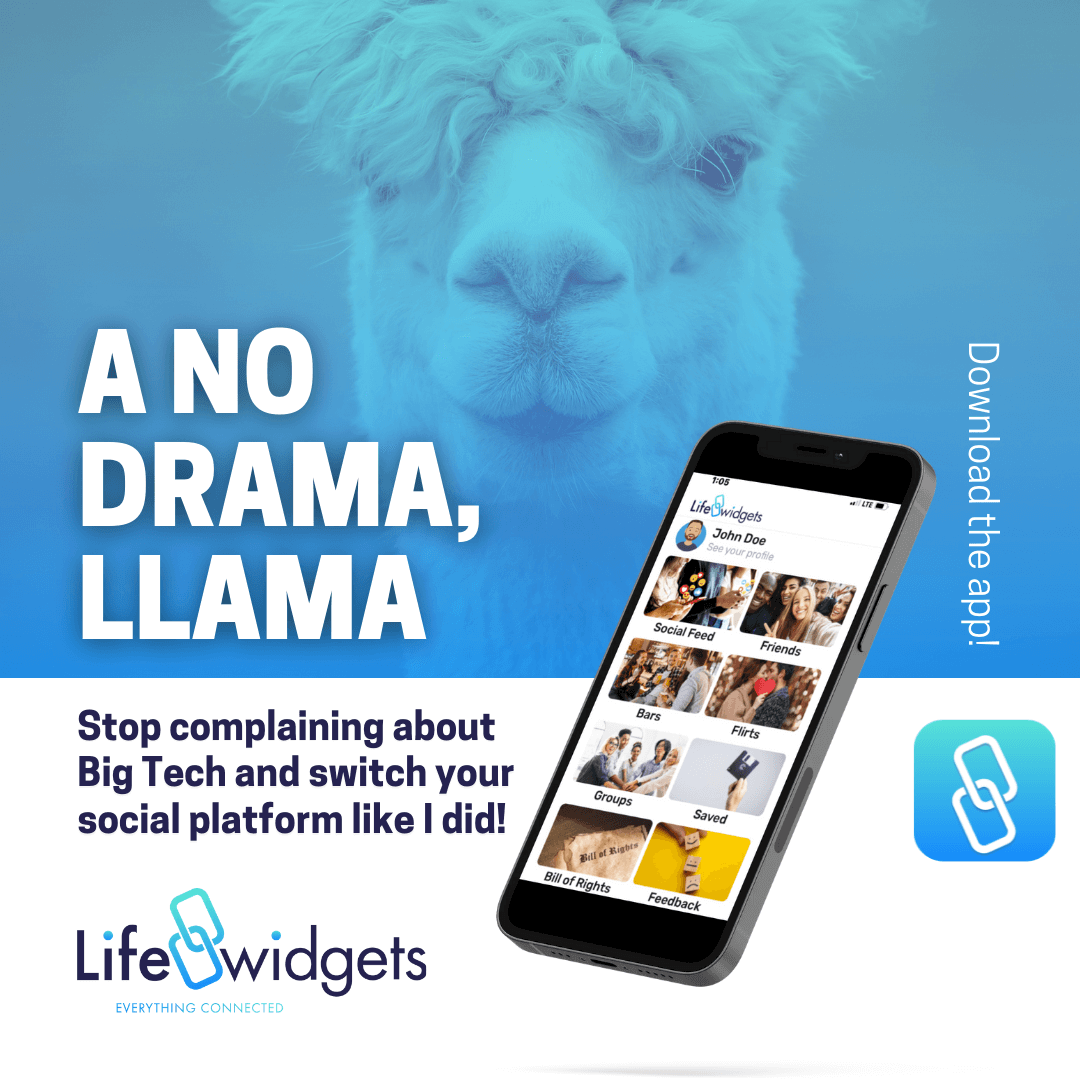 A NO
DRAMA,
LLAMA
Download the app!
Stop complaining about
Big Tech and switch your
social platform like I did!
Lifewidgets
EVERYTHING CONNECTED
1:05
LTE
Lifewidgets
John Doe
See your profile
Social Feed
Friends
Bars
Flirts
Groups
Saved
Bill of Rights
Bill of Rights
Feedback